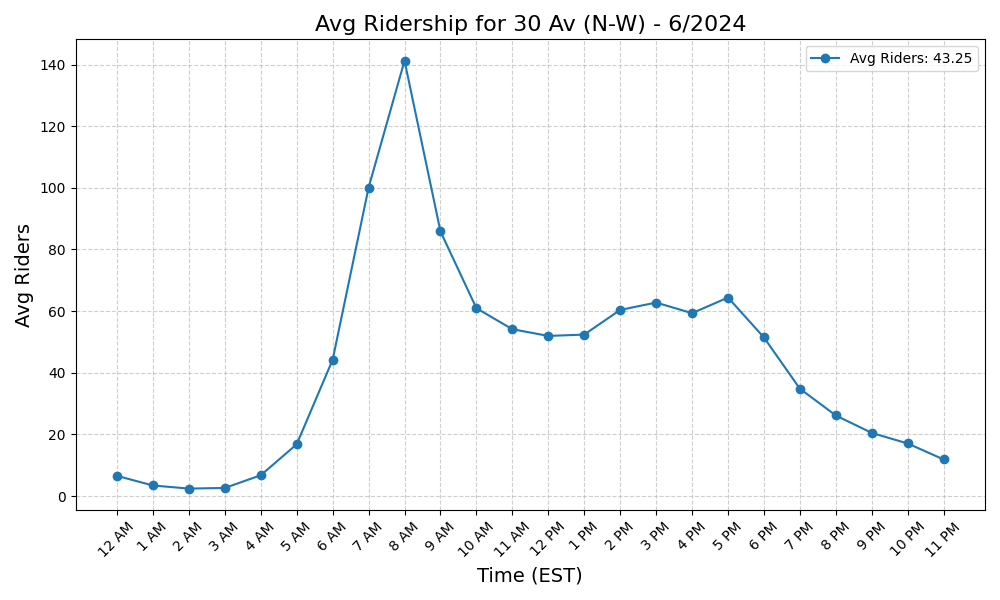 Avg Ridership for 30 Av (N-W) - 6/2024
Avg Riders: 43.25
Avg Riders
140
120
100
80
60
40
20
0
12 AM
1 AM
2 AM
3 AM
4 AM
5 AM
6 AM
7 AM
8 AM
9 AM
10 AM
11 AM
12 PM
1 PM
2 PM
3 PM
4 PM
5 PM
6 PM
7 PM
8 PM
9 PM
10 PM
11 PM
Time (EST)